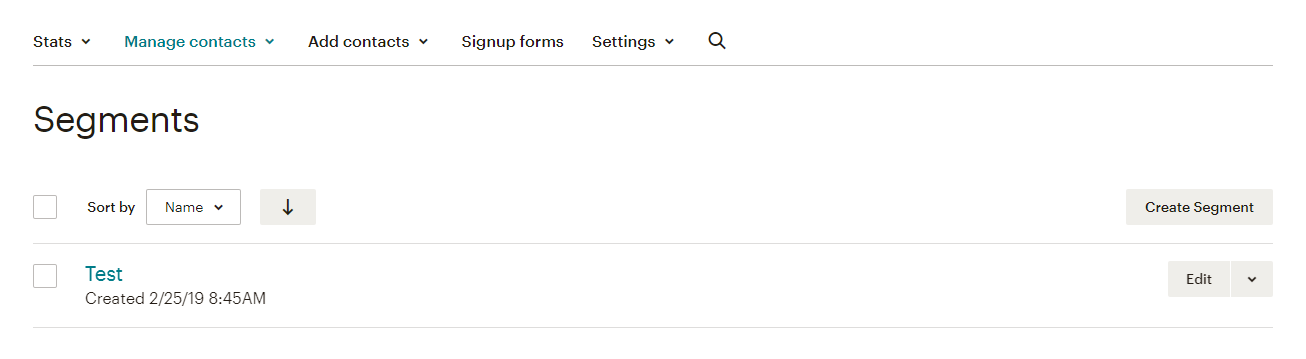 Stats Manage contacts Add contacts Signup forms Settings
Segments
Sort by Name Create Segment
Test Edit
Created 2/25/19 8:45AM